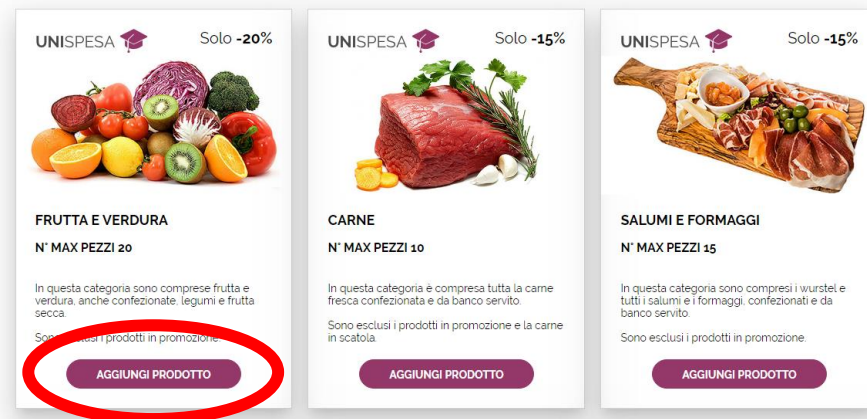 UNISPESA Solo -20%
FRUTTA E VERDURA
N° MAX PEZZI 20
In questa categoria sono comprese frutta e
verdura, anche confezionate, legumi e frutta
secca.
Sono esclusi i prodotti in promozione.
AGGIUNGI PRODOTTO
UNISPESA Solo -15%
CARNE
N° MAX PEZZI 10
In questa categoria è compresa tutta la carne
fresca confezionata e da banco servito.
Sono esclusi i prodotti in promozione e la carne
in scatola.
AGGIUNGI PRODOTTO
UNISPESA Solo -15%
SALUMI E FORMAGGI
N° MAX PEZZI 15
In questa categoria sono compresi i wurstel e
tutti i salumi e i formaggi, confezionati e da
banco servito.
Sono esclusi i prodotti in promozione.
AGGIUNGI PRODOTTO